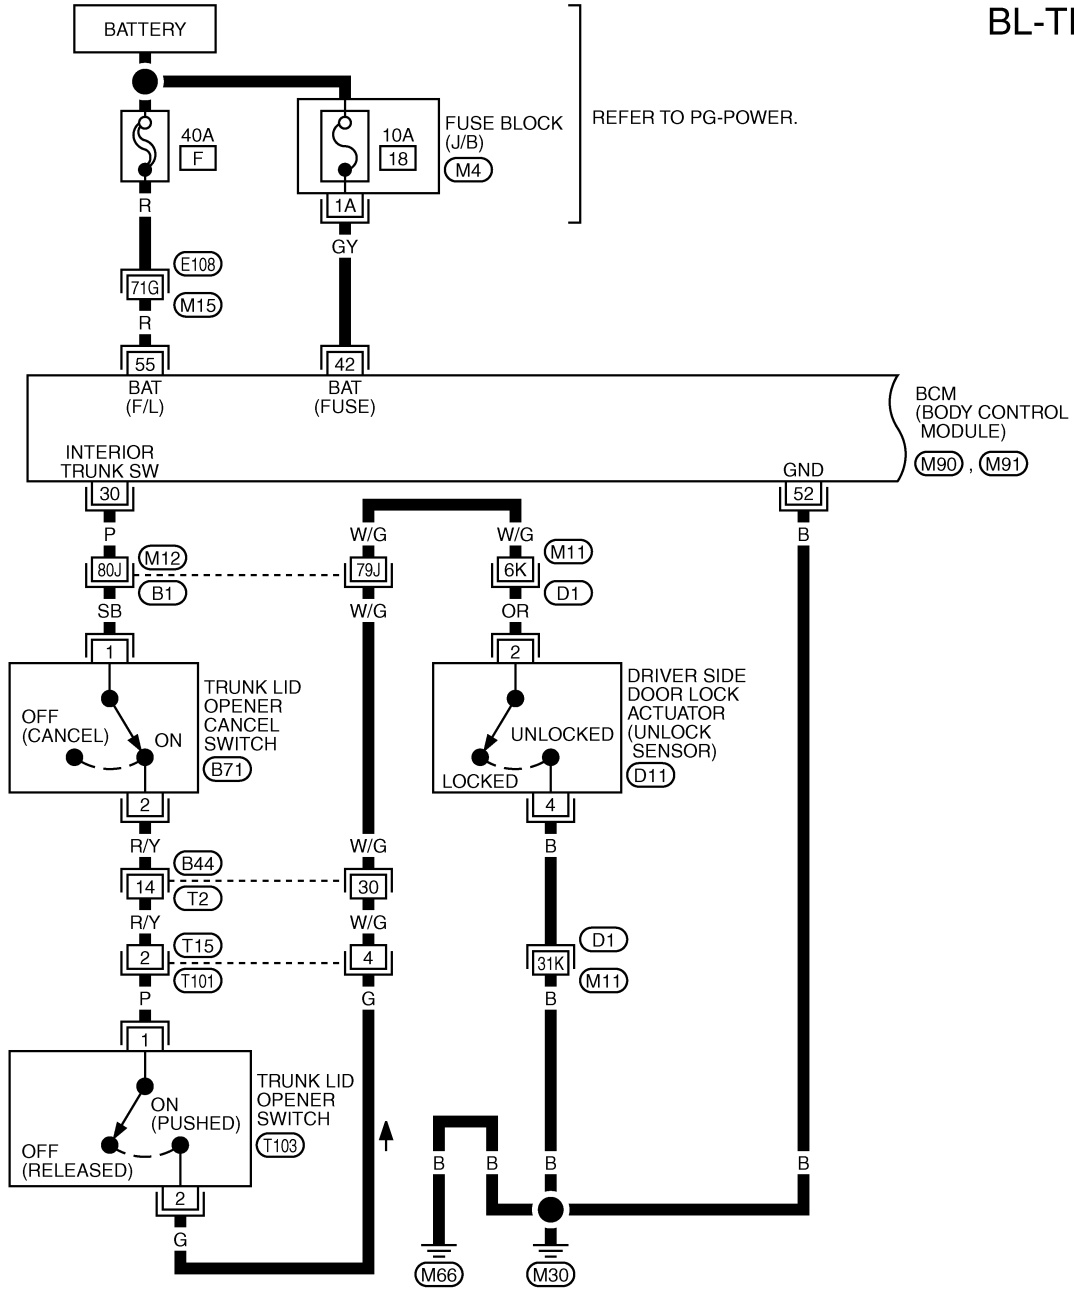 BL-TI
BATTERY
40A
F
10A
18
FUSE BLOCK
(J/B)
M4
REFER TO PG-POWER.
1A
R
GY
E108
71G
M15
R
55
42
BAT
(F/L)
BAT
(FUSE)
BCM
(BODY CONTROL
MODULE)
M90 , M91
INTERIOR
TRUNK SW
GND
30
52
P
W/G
W/G
B
M12
80J
B1
79J
M11
6K
D1
SB
W/G
OR
1
2
TRUNK LID
OPENER
CANCEL
SWITCH
B71
OFF
(CANCEL)
ON
DRIVER SIDE
DOOR LOCK
ACTUATOR
(UNLOCK
SENSOR)
D11
UNLOCKED
LOCKED
2
4
R/Y
W/G
B
B44
14
T2
30
R/Y
W/G
T15
2
T101
4
D1
31K
M11
P
G
B
1
TRUNK LID
OPENER
SWITCH
T103
ON
(PUSHED)
OFF
(RELEASED)
B
B
B
B
2
G
M66
M30